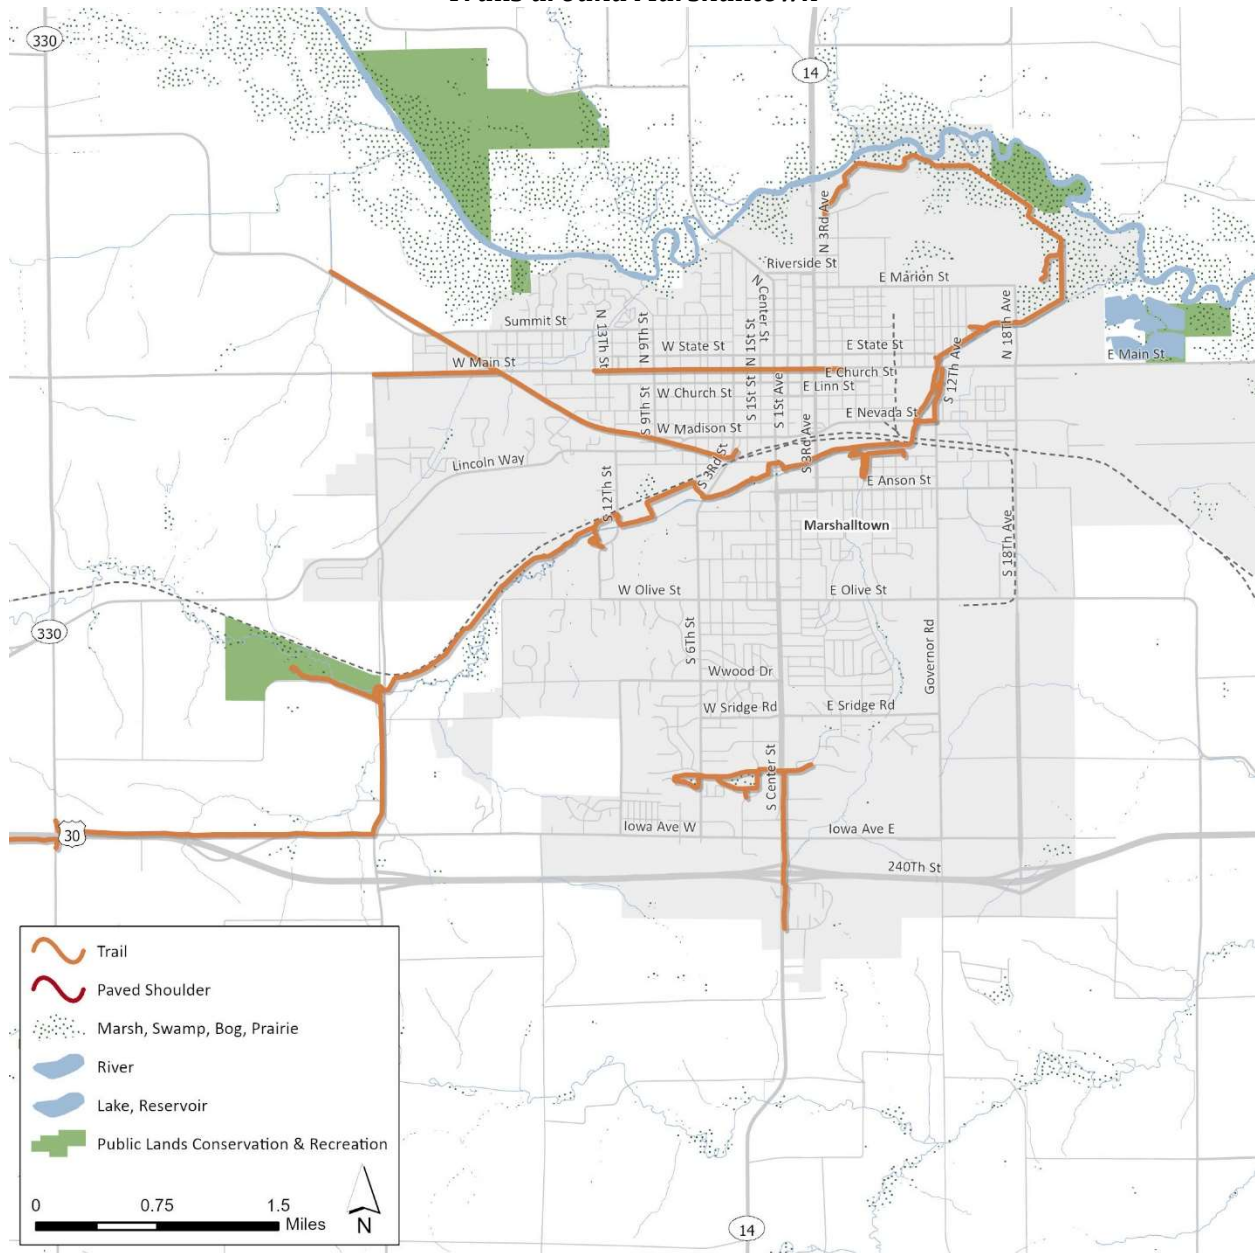 330
14
N 3Rd Ave
Riverside St
E Marion St
N Center St
Summit St
N 13Th St
N 9Th St
W State St
N 1St St
E State St
N 18Th Ave
W Main St
E Main St
E Church St
E Linn St
S 12Th Ave
W Church St
S 1St St
S 1St Ave
S 9Th St
E Nevada St
W Madison St
S 3Rd Ave
Lincoln Way
S 3Rd St
S 12Th St
E Anson St
Marshalltown
S 18Th Ave
W Olive St
E Olive St
330
S 6Th St
Governor Rd
Wwood Dr
W Sridge Rd
E Sridge Rd
S Center St
30
Iowa Ave W
Iowa Ave E
240Th St
Trail
Paved Shoulder
Marsh, Swamp, Bog, Prairie
River
Lake, Reservoir
Public Lands Conservation & Recreation
0 0.75 1.5
Miles
N
14